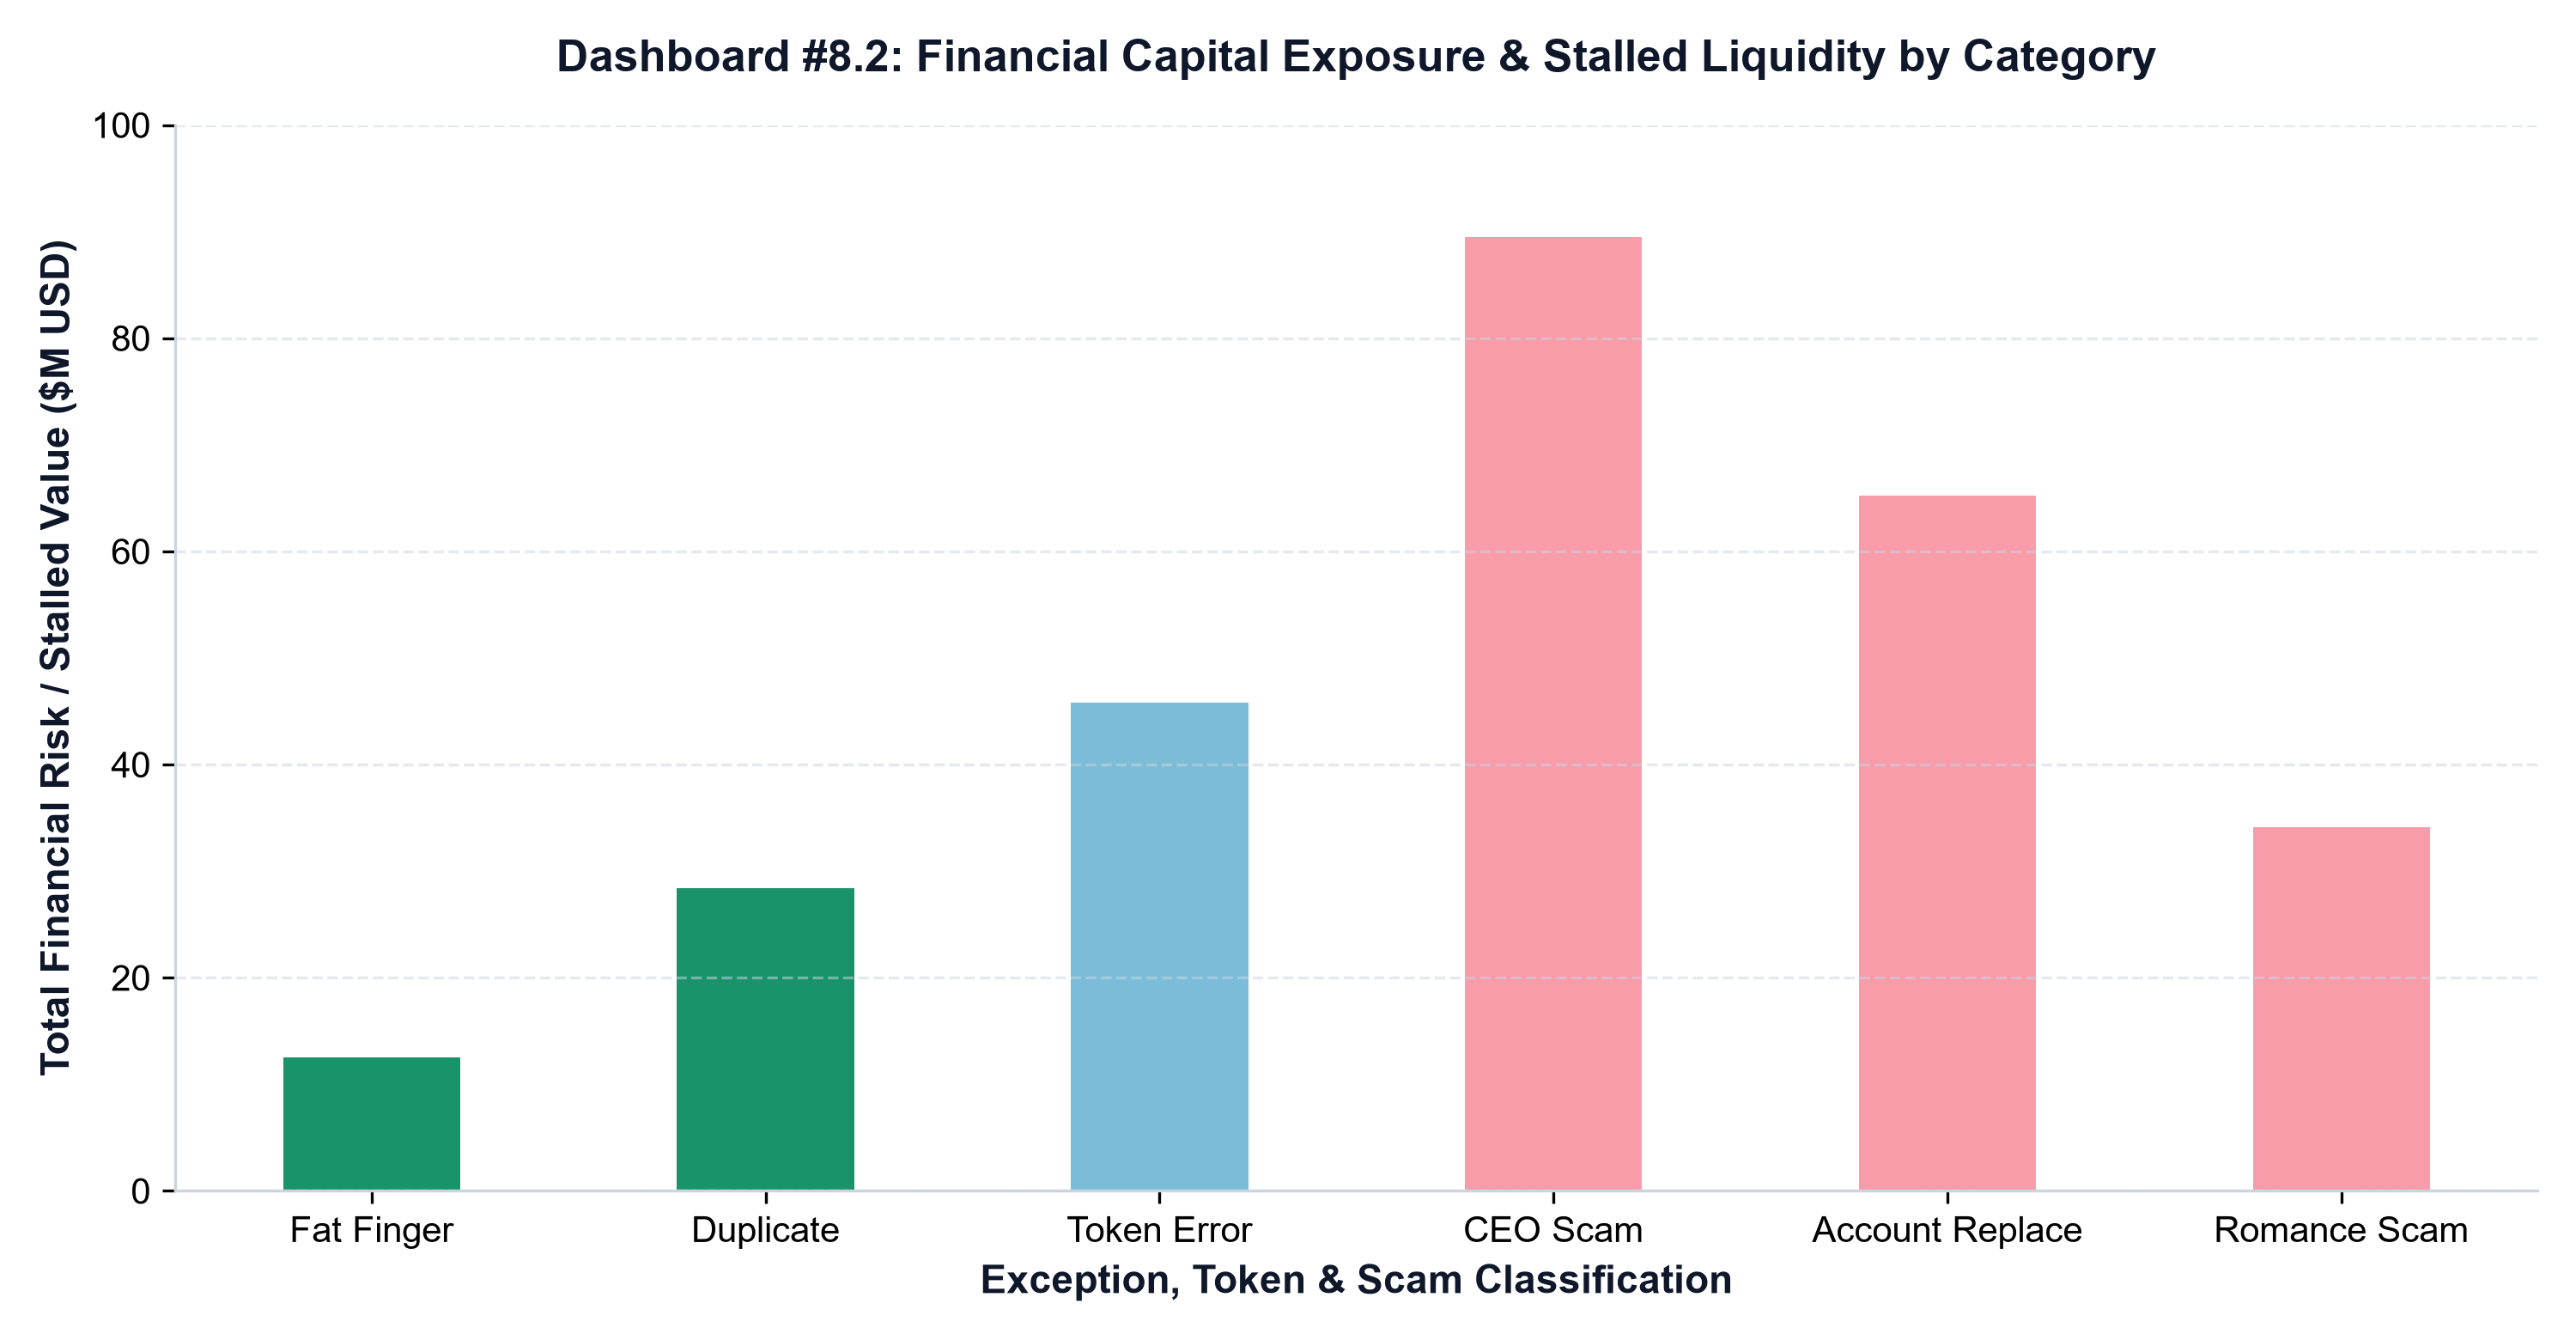 Dashboard #8.2: Financial Capital Exposure & Stalled Liquidity by Category
Total Financial Risk / Stalled Value ($M USD)
100
80
60
40
20
0
Fat Finger
Duplicate
Token Error
CEO Scam
Account Replace
Romance Scam
Exception, Token & Scam Classification